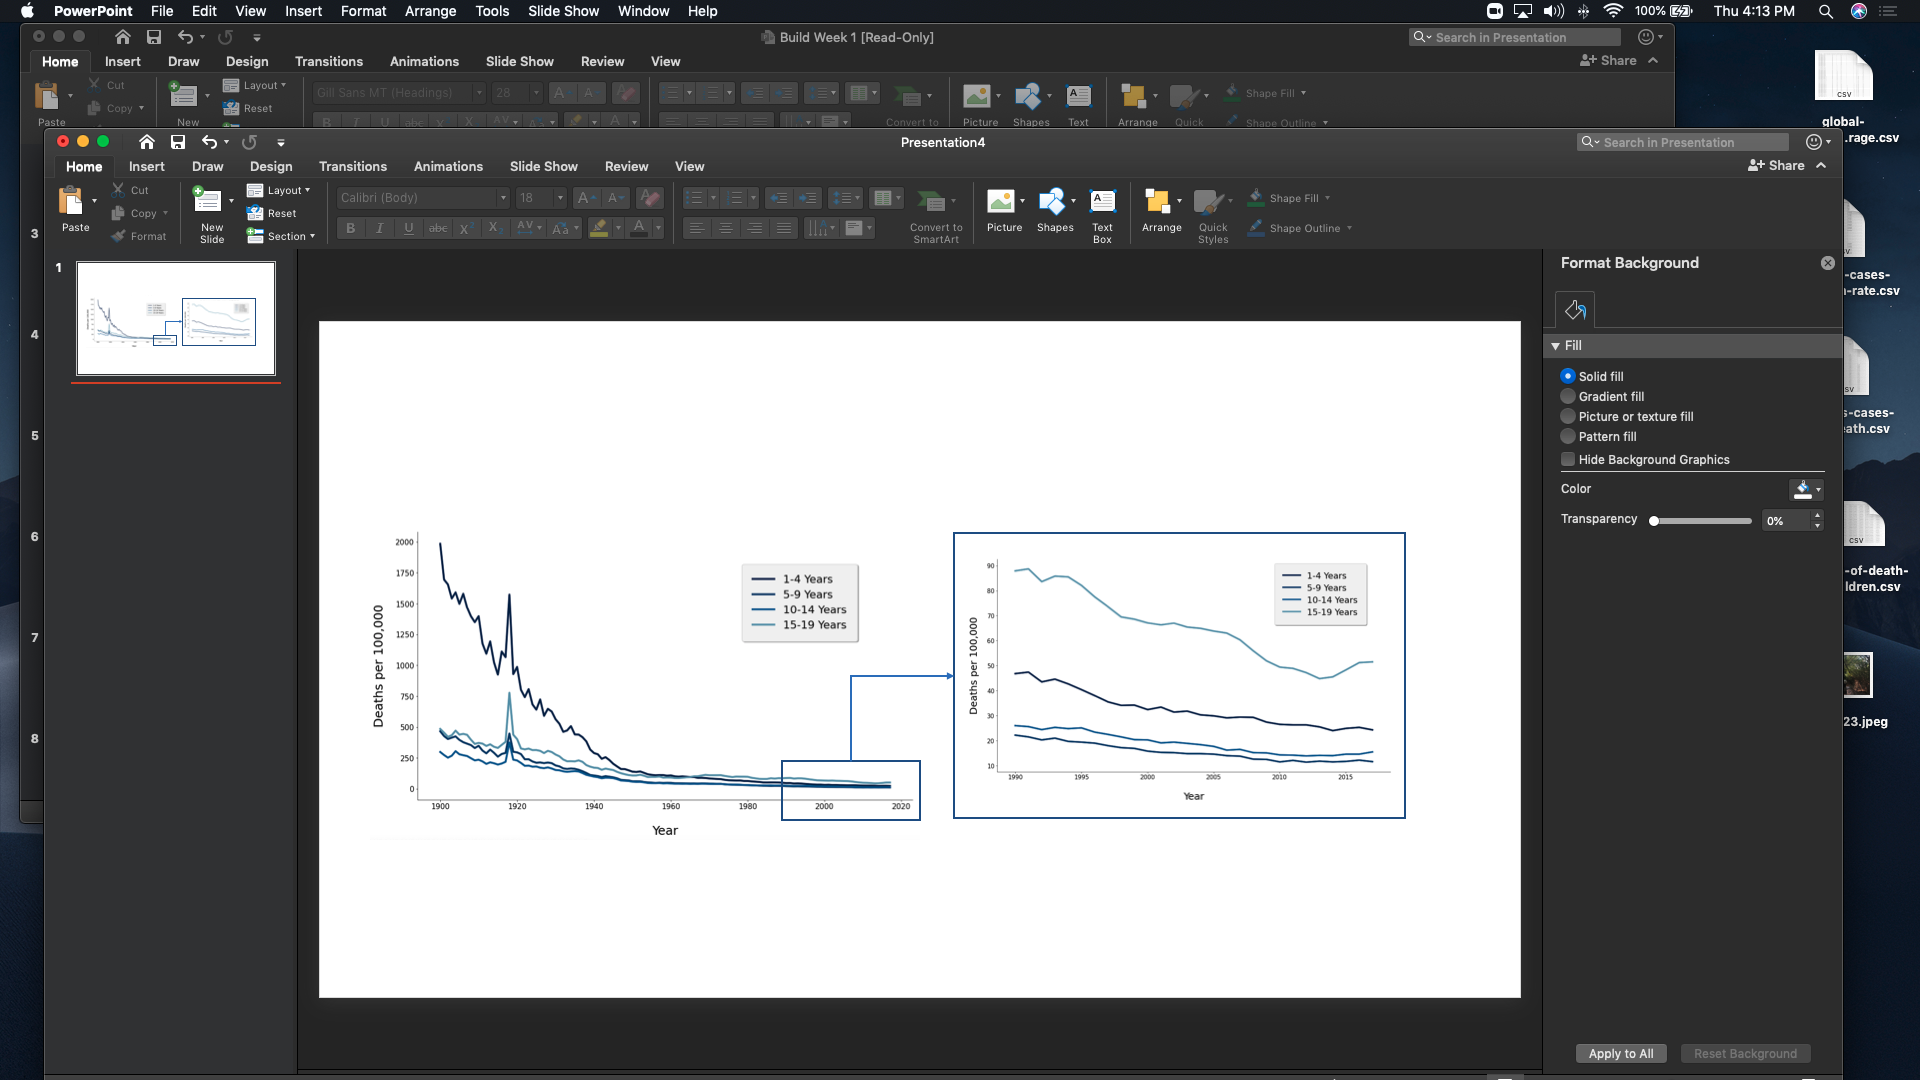 PowerPoint File Edit View Insert Format Arrange Tools Slide Show Window Help 100% Thu 4:13 PM
Build Week 1 [Read-Only] Search in Presentation
Home Insert Draw Design Transitions Animations Slide Show Review View Share
Paste Cut Copy New Layout Reset Gill Sans MT (Headings) 28 Convert to Picture Shapes Text Arrange Quick Shape Fill Shape Outline
Presentation4 Search in Presentation
Home Insert Draw Design Transitions Animations Slide Show Review View Share
Paste Cut Copy Format New Slide Layout Reset Section Calibri (Body) 18 Convert to SmartArt Picture Shapes Text Box Arrange Quick Styles Shape Fill Shape Outline
3
4
5
6
7
8
1
2000
1750
1500
1250
1000
750
500
250
0
Deaths per 100,000
1900 1920 1940 1960 1980 2000 2020
Year
1-4 Years
5-9 Years
10-14 Years
15-19 Years
90
80
70
60
50
40
30
20
10
Deaths per 100,000
1990 1995 2000 2005 2010 2015
Year
1-4 Years
5-9 Years
10-14 Years
15-19 Years
Format Background
Fill
Solid fill
Gradient fill
Picture or texture fill
Pattern fill
Hide Background Graphics
Color
Transparency 0%
Apply to All Reset Background
csv
global-
.rage.csv
-cases-
-rate.csv
s-cases-
ath.csv
csv
-of-death-
ldren.csv
23.jpeg